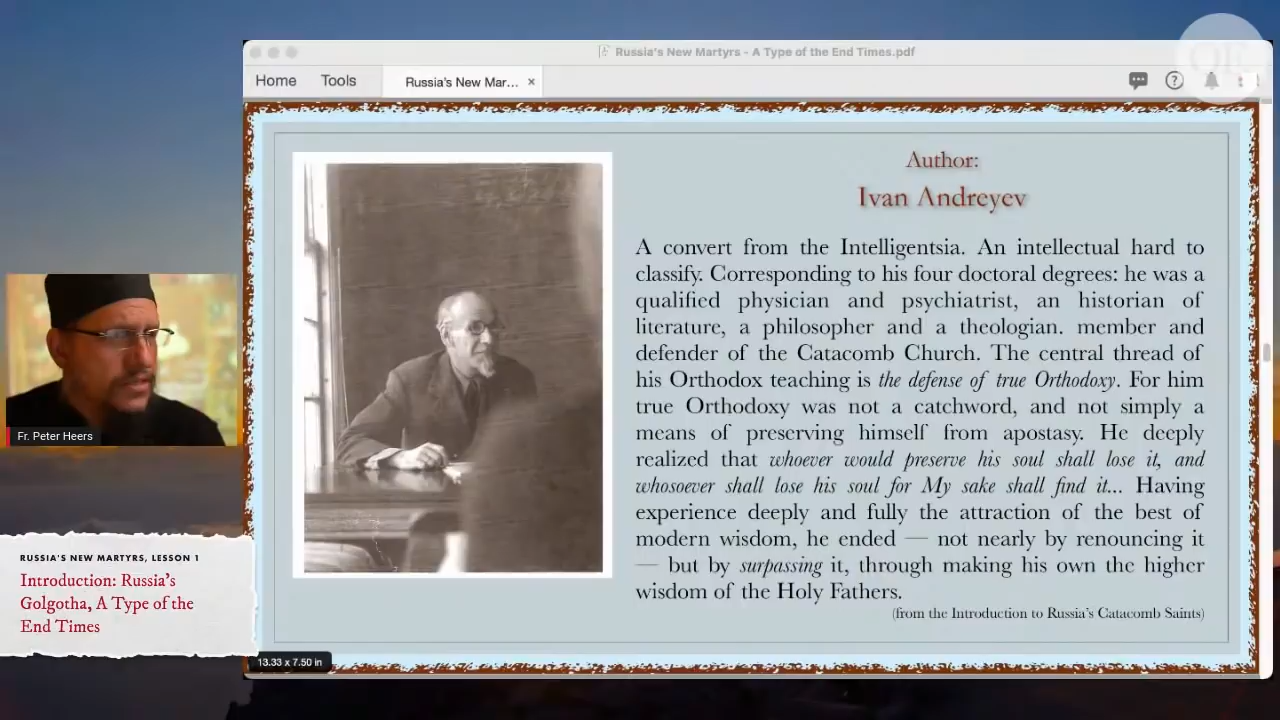 Russia's New Martyrs - A Type of the End Times.pdf
Home
Tools
Russia's New Mar...
×
?
Author:
Ivan Andreyev
A convert from the Intelligentsia. An intellectual hard to
classify. Corresponding to his four doctoral degrees: he was a
qualified physician and psychiatrist, an historian of
literature, a philosopher and a theologian. member and
defender of the Catacomb Church. The central thread of
his Orthodox teaching is the defense of true Orthodoxy. For him
true Orthodoxy was not a catchword, and not simply a
means of preserving himself from apostasy. He deeply
realized that whoever would preserve his soul shall lose it, and
whosoever shall lose his soul for My sake shall find it... Having
experience deeply and fully the attraction of the best of
modern wisdom, he ended — not nearly by renouncing it
— but by surpassing it, through making his own the higher
wisdom of the Holy Fathers.
(from the Introduction to Russia's Catacomb Saints)
Fr. Peter Heers
RUSSIA'S NEW MARTYRS, LESSON 1
Introduction: Russia's
Golgotha, A Type of the
End Times
13.33 x 7.50 in